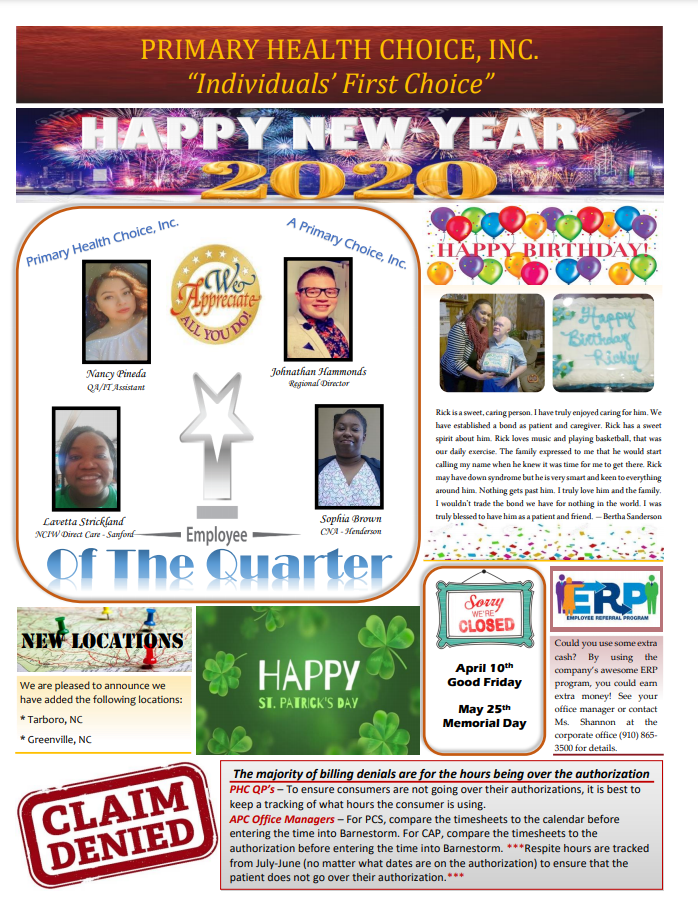 PRIMARY HEALTH CHOICE, INC.
“Individuals’ First Choice”
HAPPY NEW YEAR
2020
Primary Health Choice, Inc.
A Primary Choice, Inc.
We
Appreciate
ALL YOU DO!
Nancy Pineda
QA/IT Assistant
Johnathan Hammonds
Regional Director
Lavetta Strickland
NCIW Direct Care - Sanford
Sophia Brown
CNA - Henderson
Employee
Of The Quarter
HAPPY BIRTHDAY!
Happy
Birthday
Ricky
Rick is a sweet, caring person. I have truly enjoyed caring for him. We
have established a bond as patient and caregiver. Rick has a sweet
spirit about him. Rick loves music and playing basketball, that was
our daily exercise. The family expressed to me that he would start
calling my name when he knew it was time for me to get there. Rick
may have down syndrome but he is very smart and keen to everything
around him. Nothing gets past him. I truly love him and the family.
I wouldn’t trade the bond we have for nothing in the world. I was
truly blessed to have him as a patient and friend. — Bertha Sanderson
NEW LOCATIONS
We are pleased to announce we
have added the following locations:
* Tarboro, NC
* Greenville, NC
HAPPY
ST. PATRICK'S DAY
Sorry
WE'RE
CLOSED
April 10th
Good Friday
May 25th
Memorial Day
ERP
EMPLOYEE REFERRAL PROGRAM
Could you use some extra
cash? By using the
company’s awesome ERP
program, you could earn
extra money! See your
office manager or contact
Ms. Shannon at the
corporate office (910) 865-
3500 for details.
CLAIM
DENIED
The majority of billing denials are for the hours being over the authorization
PHC QP’s – To ensure consumers are not going over their authorizations, it is best to
keep a tracking of what hours the consumer is using.
APC Office Managers – For PCS, compare the timesheets to the calendar before
entering the time into Barnestorm. For CAP, compare the timesheets to the
authorization before entering the time into Barnestorm. ***Respite hours are tracked
from July-June (no matter what dates are on the authorization) to ensure that the
patient does not go over their authorization.***